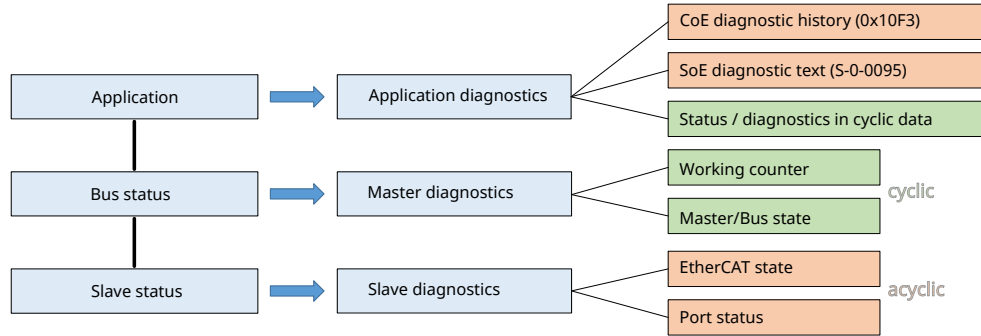 CoE diagnostic history (0x10F3)
SoE diagnostic text (S-0-0095)
Application
Application diagnostics
Status / diagnostics in cyclic data
Working counter
Bus status
Master diagnostics
cyclic
Master/Bus state
EtherCAT state
Slave status
Slave diagnostics
acyclic
Port status